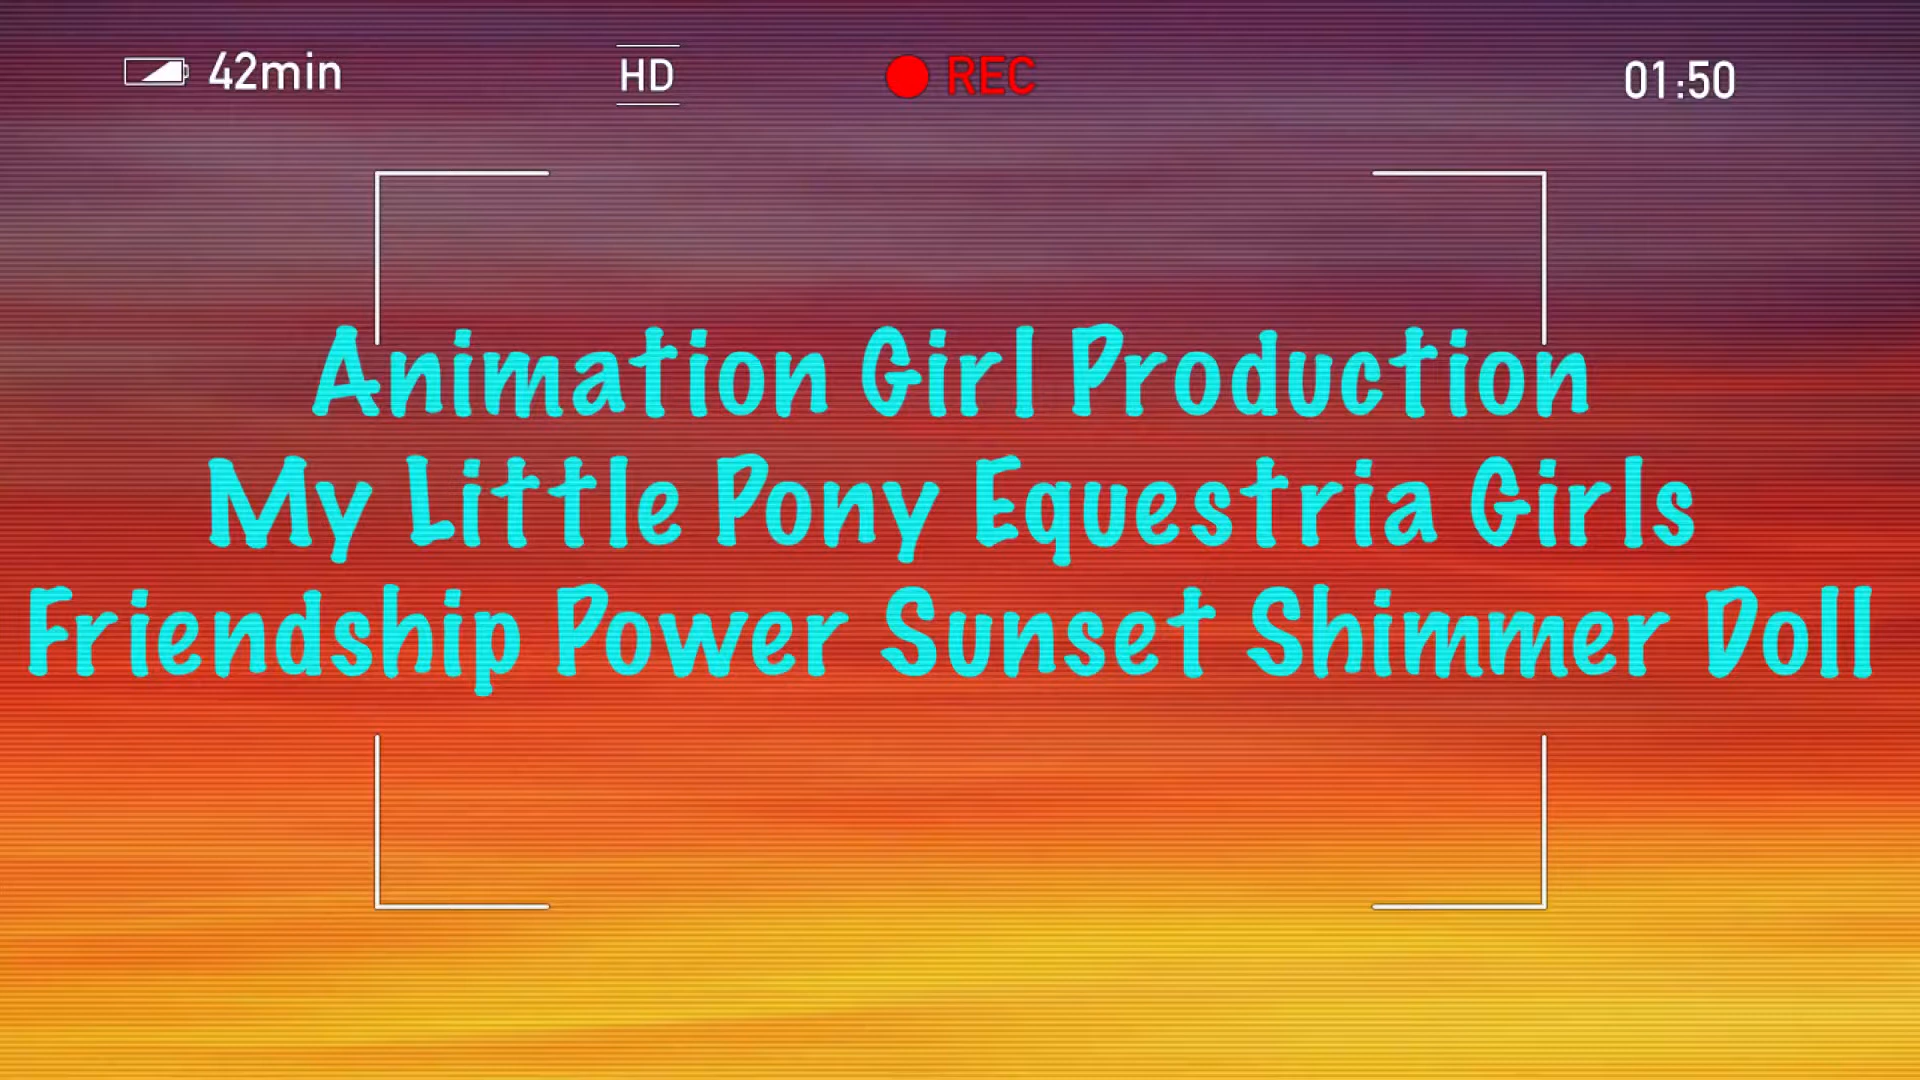 42min HD REC 01:50
Animation Girl Production
My Little Pony Equestria Girls
Friendship Power Sunset Shimmer Doll